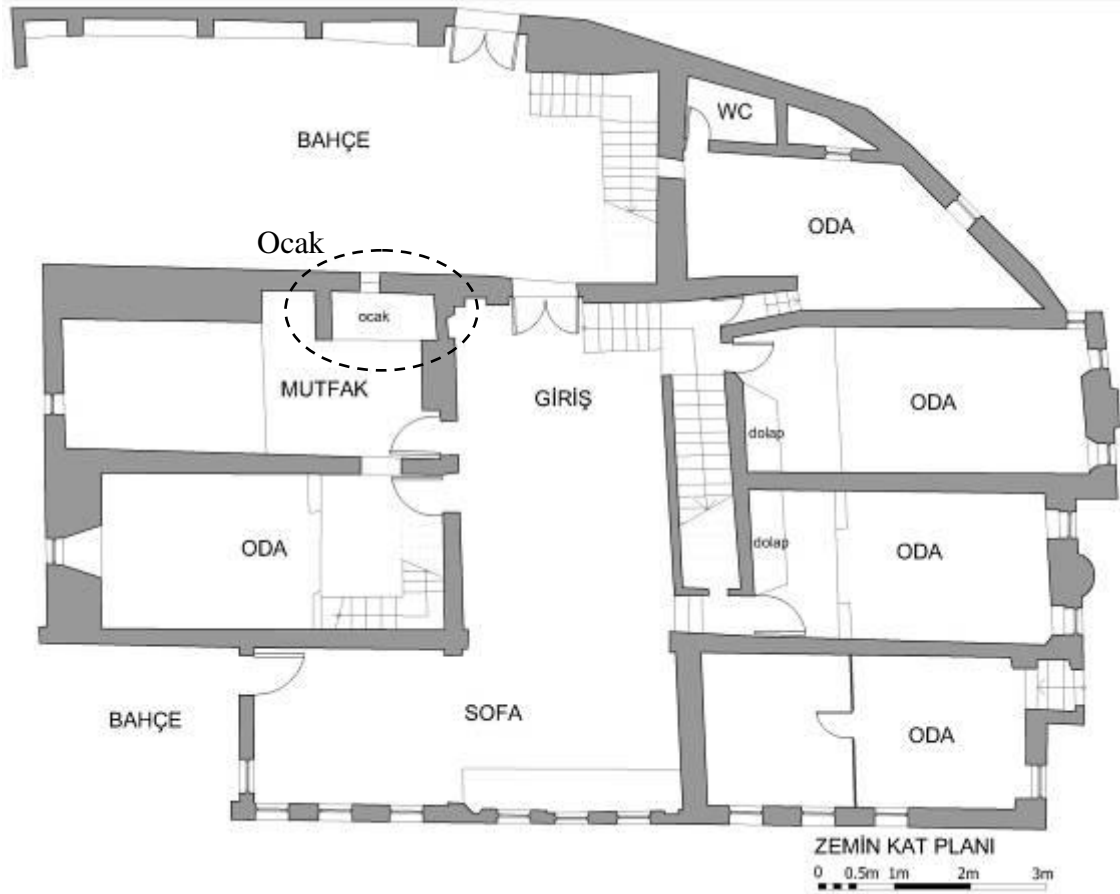 WC
BAHÇE
ODA
Ocak
ocak
MUTFAK
GİRİŞ
ODA
dolap
ODA
dolap
ODA
BAHÇE
SOFA
ODA
ZEMİN KAT PLANI
0 0.5m 1m 2m 3m